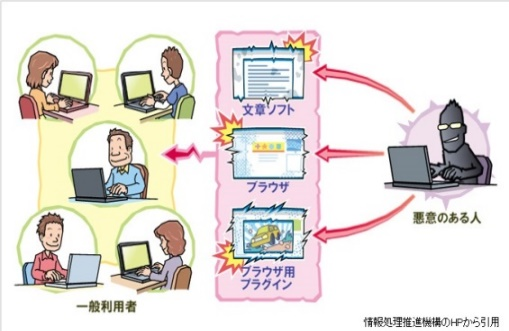 文章ソフト
ブラウザ
ブラウザ用
プラグイン
一般利用者
悪意のある人
情報処理推進機構のHPから引用